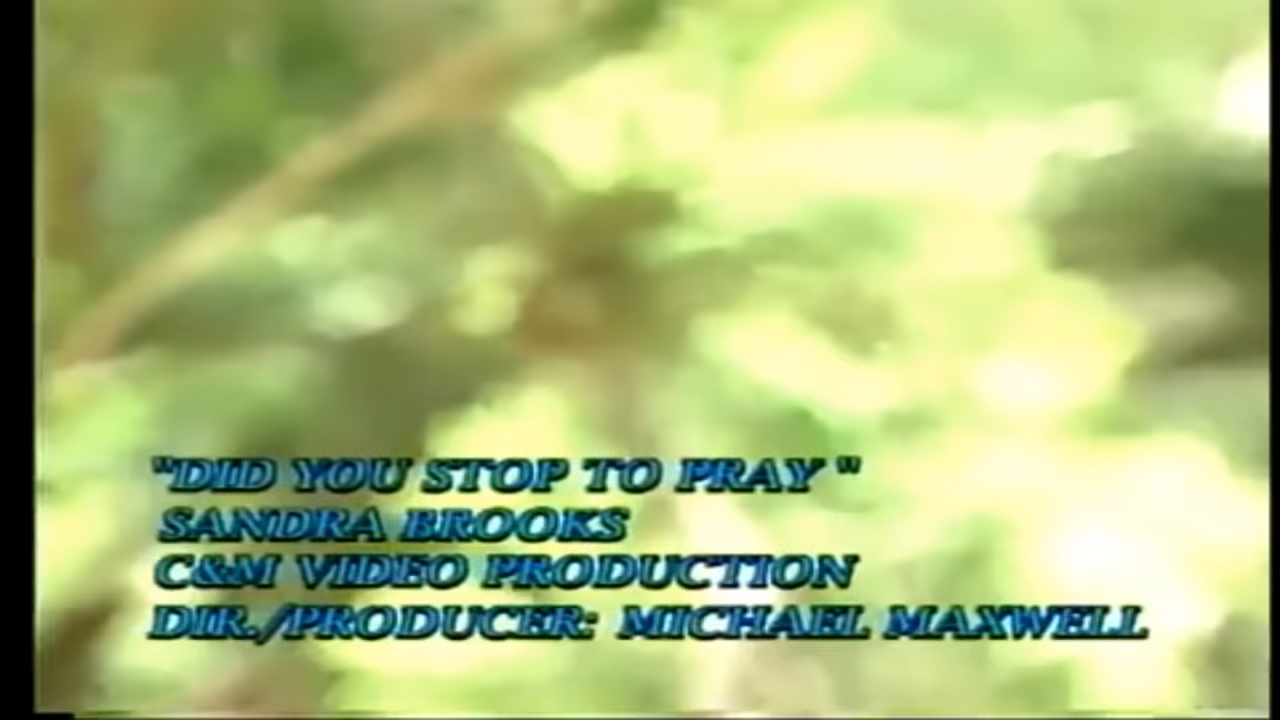 "DID YOU STOP TO PRAY "
SANDRA BROOKS
C&M VIDEO PRODUCTION
DIR./PRODUCER: MICHAEL MAXWELL